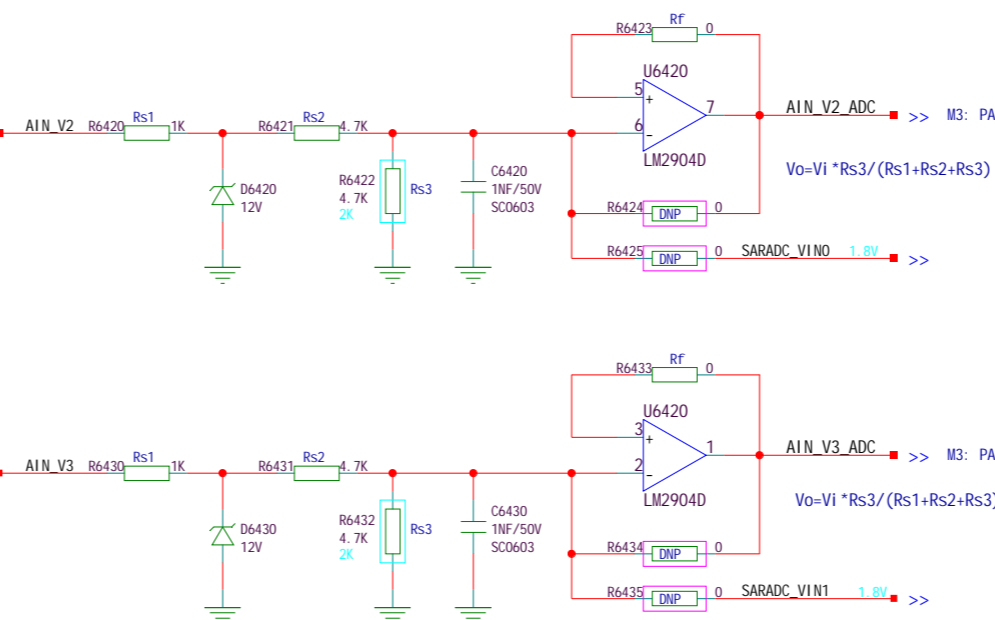 Rf
R6423 0
U6420
5 +
7
6 -
LM2904D
AIN_V2 R6420 Rs1 1K
R6421 Rs2 4.7K
AIN_V2_ADC >> M3: PA
Vo=Vi*Rs3/(Rs1+Rs2+Rs3)
D6420
12V
R6422
4.7K
2K
Rs3
C6420
1NF/50V
SC0603
R6424 DNP 0
R6425 DNP 0 SARADC_VIN0 1.8V >>
Rf
R6433 0
U6420
3 +
1
2 -
LM2904D
AIN_V3 R6430 Rs1 1K
R6431 Rs2 4.7K
AIN_V3_ADC >> M3: PA
Vo=Vi*Rs3/(Rs1+Rs2+Rs3)
D6430
12V
R6432
4.7K
2K
Rs3
C6430
1NF/50V
SC0603
R6434 DNP 0
R6435 DNP 0 SARADC_VIN1 1.8V >>